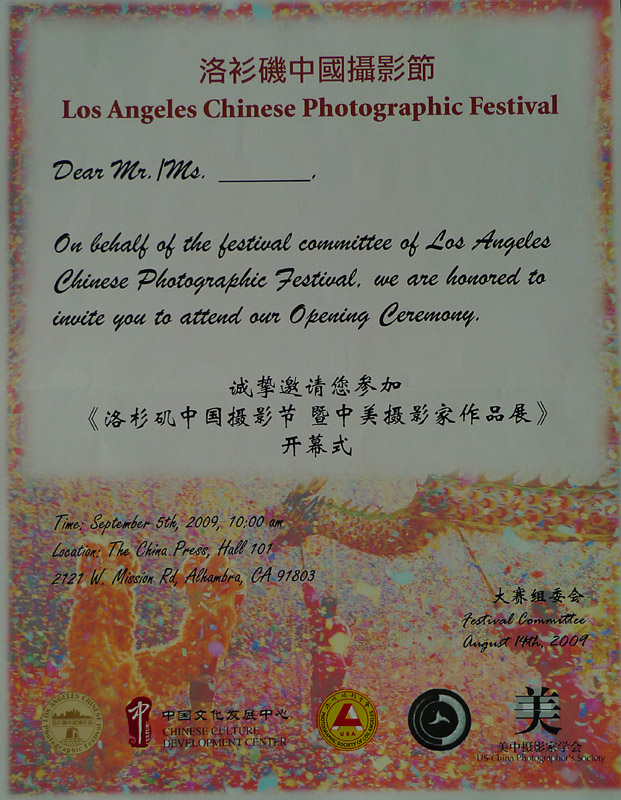 洛衫磯中國攝影節
Los Angeles Chinese Photographic Festival
Dear Mr./Ms. ________,
On behalf of the festival committee of Los Angeles
Chinese Photographic Festival, we are honored to
invite you to attend our Opening Ceremony.
诚挚邀请您参加
《洛杉矶中国摄影节 暨中美摄影家作品展》
开幕式
Time: September 5th, 2009, 10:00 am
Location: The China Press, Hall 101
2121 W. Mission Rd, Alhambra, CA 91803
大赛组委会
Festival Committee
August 14th, 2009
LOS ANGELES CHINESE
Photographic Festival
中国文化发展中心
CHINESE CULTURE
DEVELOPMENT CENTER
USA
美
美中摄影家学会
US-China Photographer's Society